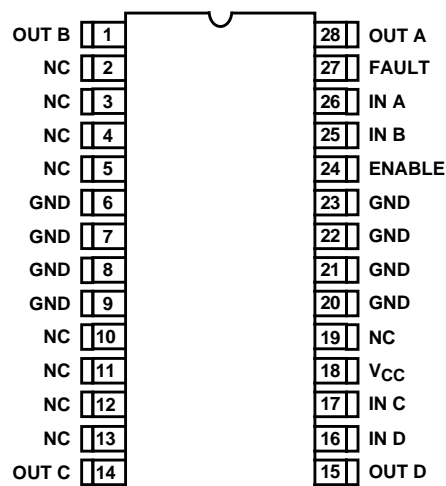 OUT B 1 28 OUT A
NC 2 27 FAULT
NC 3 26 IN A
NC 4 25 IN B
NC 5 24 ENABLE
GND 6 23 GND
GND 7 22 GND
GND 8 21 GND
GND 9 20 GND
NC 10 19 NC
NC 11 18 VCC
NC 12 17 IN C
NC 13 16 IN D
OUT C 14 15 OUT D